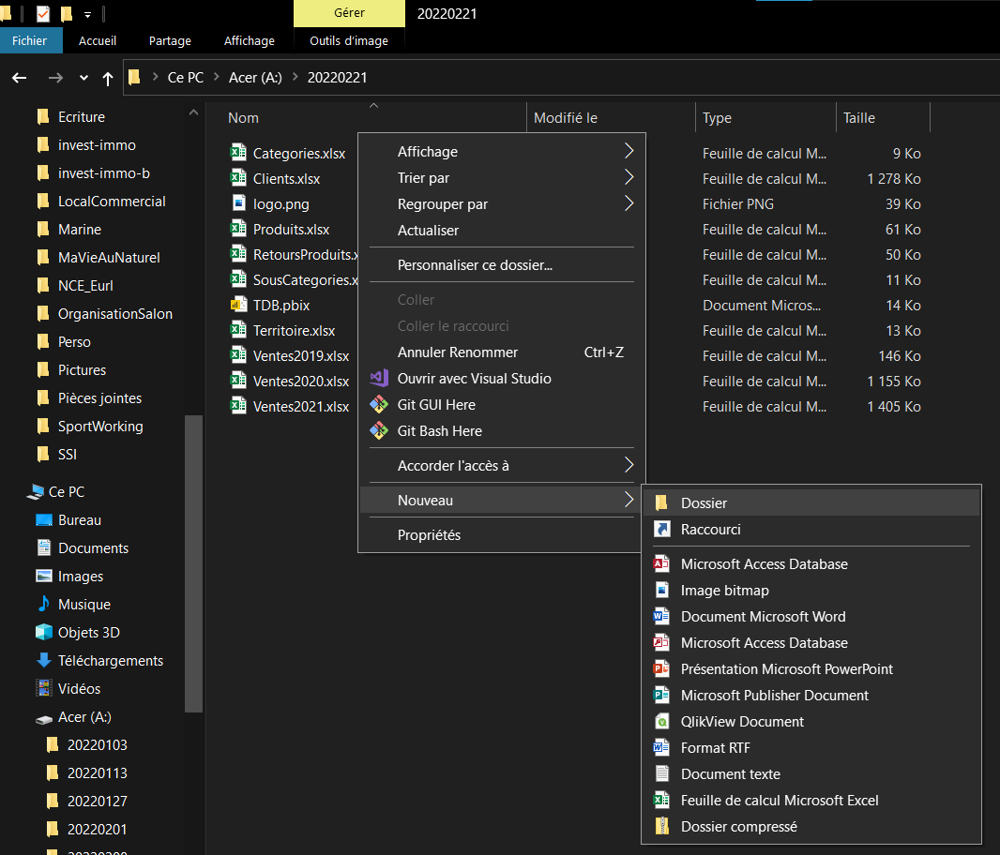 Gérer
20220221
Fichier
Accueil
Partage
Affichage
Outils d'image
Ce PC
Acer (A:)
20220221
Ecriture
invest-immo
invest-immo-b
LocalCommercial
Marine
MaVieAuNaturel
NCE_Eurl
OrganisationSalon
Perso
Pictures
Pièces jointes
SportWorking
SSI
Ce PC
Bureau
Documents
Images
Musique
Objets 3D
Téléchargements
Vidéos
Acer (A:)
20220103
20220113
20220127
20220201
Nom
Modifié le
Type
Taille
Categories.xlsx
Feuille de calcul M...
9 Ko
Clients.xlsx
Feuille de calcul M...
1 278 Ko
logo.png
Fichier PNG
39 Ko
Produits.xlsx
Feuille de calcul M...
61 Ko
RetoursProduits.x
Feuille de calcul M...
50 Ko
SousCategories.x
Feuille de calcul M...
11 Ko
TDB.pbix
Document Micros...
14 Ko
Territoire.xlsx
Feuille de calcul M...
13 Ko
Ventes2019.xlsx
Feuille de calcul M...
146 Ko
Ventes2020.xlsx
Feuille de calcul M...
1 155 Ko
Ventes2021.xlsx
Feuille de calcul M...
1 405 Ko
Affichage
Trier par
Regrouper par
Actualiser
Personnaliser ce dossier...
Coller
Coller le raccourci
Annuler Renommer Ctrl+Z
Ouvrir avec Visual Studio
Git GUI Here
Git Bash Here
Accorder l'accès à
Nouveau
Propriétés
Dossier
Raccourci
Microsoft Access Database
Image bitmap
Document Microsoft Word
Microsoft Access Database
Présentation Microsoft PowerPoint
Microsoft Publisher Document
QlikView Document
Format RTF
Document texte
Feuille de calcul Microsoft Excel
Dossier compressé